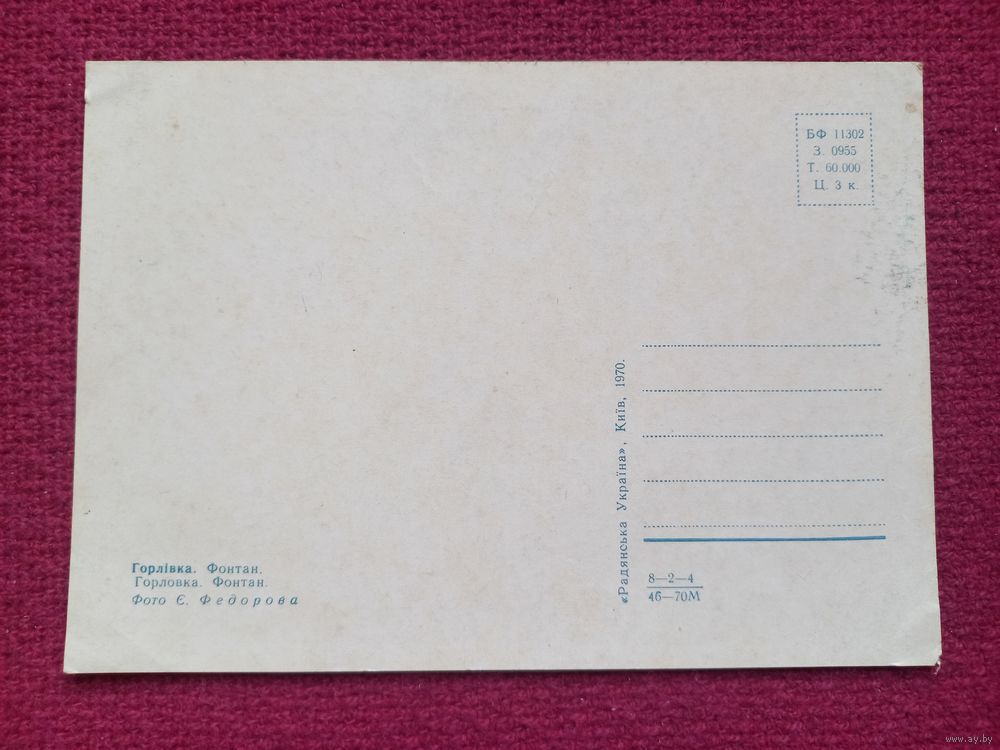 БФ 11302
З. 0955
Т. 60.000
Ц. 3 к.
«Радянська Україна», Київ, 1970.
Горлівка. Фонтан.
Горловка. Фонтан.
Фото Є. Федорова
8—2—4
46—70М
www.ay.by